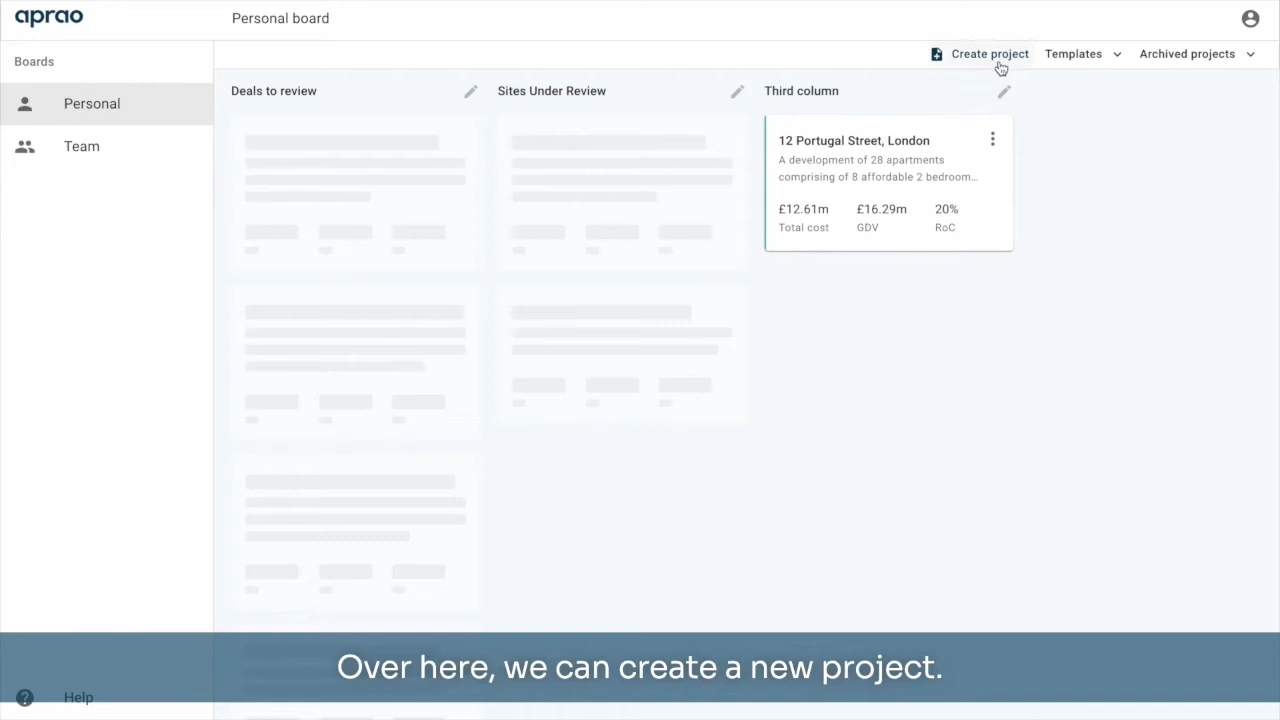 aprao
Personal board
Create project
Templates
Archived projects
Boards
Personal
Team
Deals to review
Sites Under Review
Third column
12 Portugal Street, London
A development of 28 apartments
comprising of 8 affordable 2 bedroom...
£12.61m
£16.29m
20%
Total cost
GDV
RoC
Over here, we can create a new project.
Help